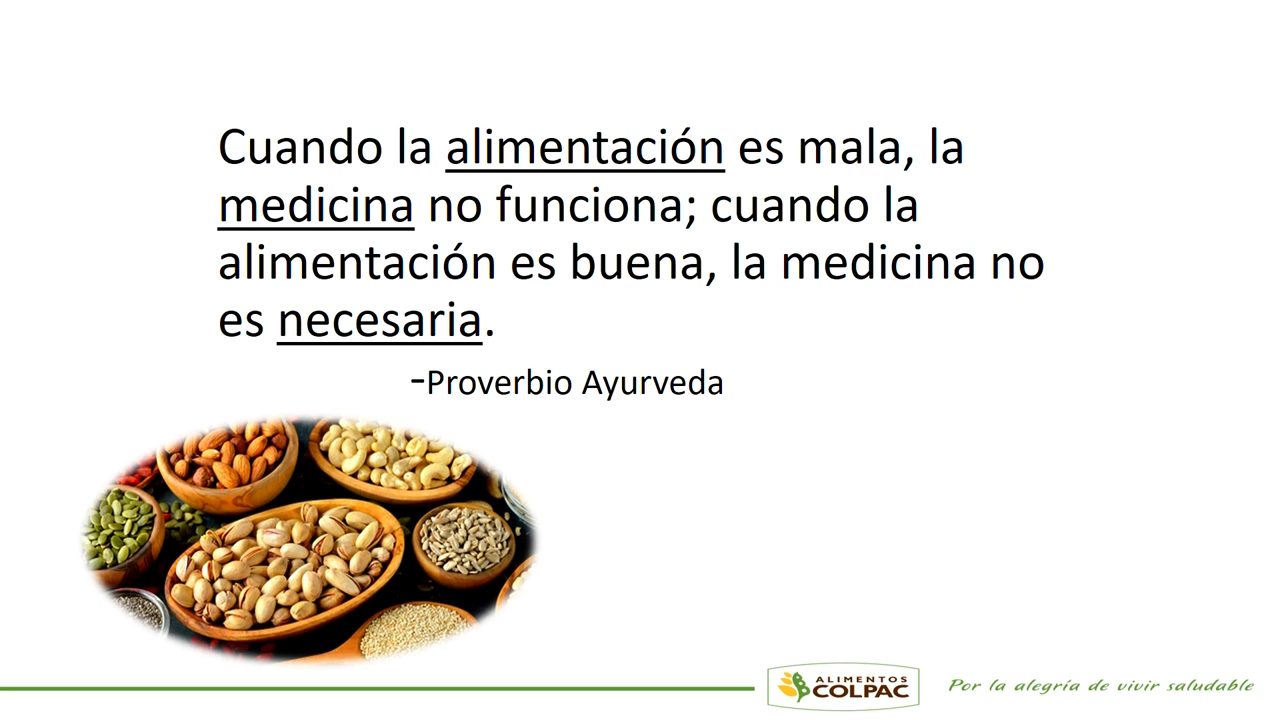 Cuando la alimentación es mala, la
medicina no funciona; cuando la
alimentación es buena, la medicina no
es necesaria.
-Proverbio Ayurveda
ALIMENTOS
COLPAC
Por la alegría de vivir saludable